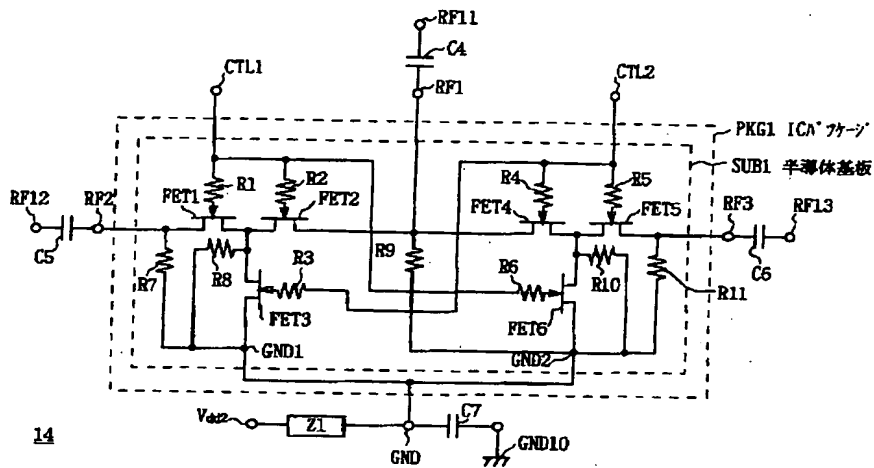 RF11
C4
CTL1
RF1
CTL2
PKG1 ICパッケージ
SUB1 半導体基板
R1
R2
R4
R5
RF12
RF2
FET1
FET2
FET4
FET5
RF3
RF13
C5
R7
R8
R9
R3
R6
R10
R11
C6
FET3
FET6
GND1
GND2
Vdd2
Z1
C7
14
GND
GND10